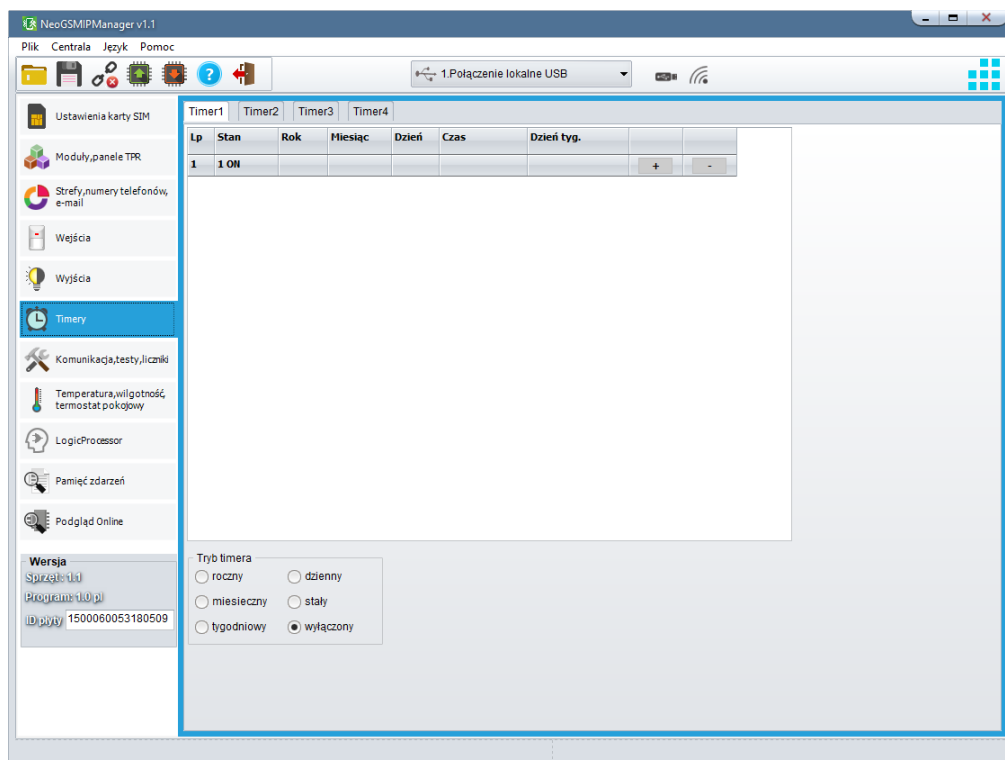 NeoGSMIPManager v1.1
Plik Centrala Język Pomoc
1.Połączenie lokalne USB
Ustawienia karty SIM
Moduły,panele TPR
Strefy,numery telefonów,
e-mail
Wejścia
Wyjścia
Timery
Komunikacja,testy,liczniki
Temperatura,wilgotność,
termostat pokojowy
LogicProcessor
Pamięć zdarzeń
Podgląd Online
Wersja
Sprzęt: 1.1
Program: 1.0 pl
ID płyty 1500060053180509
Timer1 Timer2 Timer3 Timer4
Lp Stan Rok Miesiąc Dzień Czas Dzień tyg.
1 1 ON + -
Tryb timera
roczny dzienny
miesieczny stały
tygodniowy wyłączony